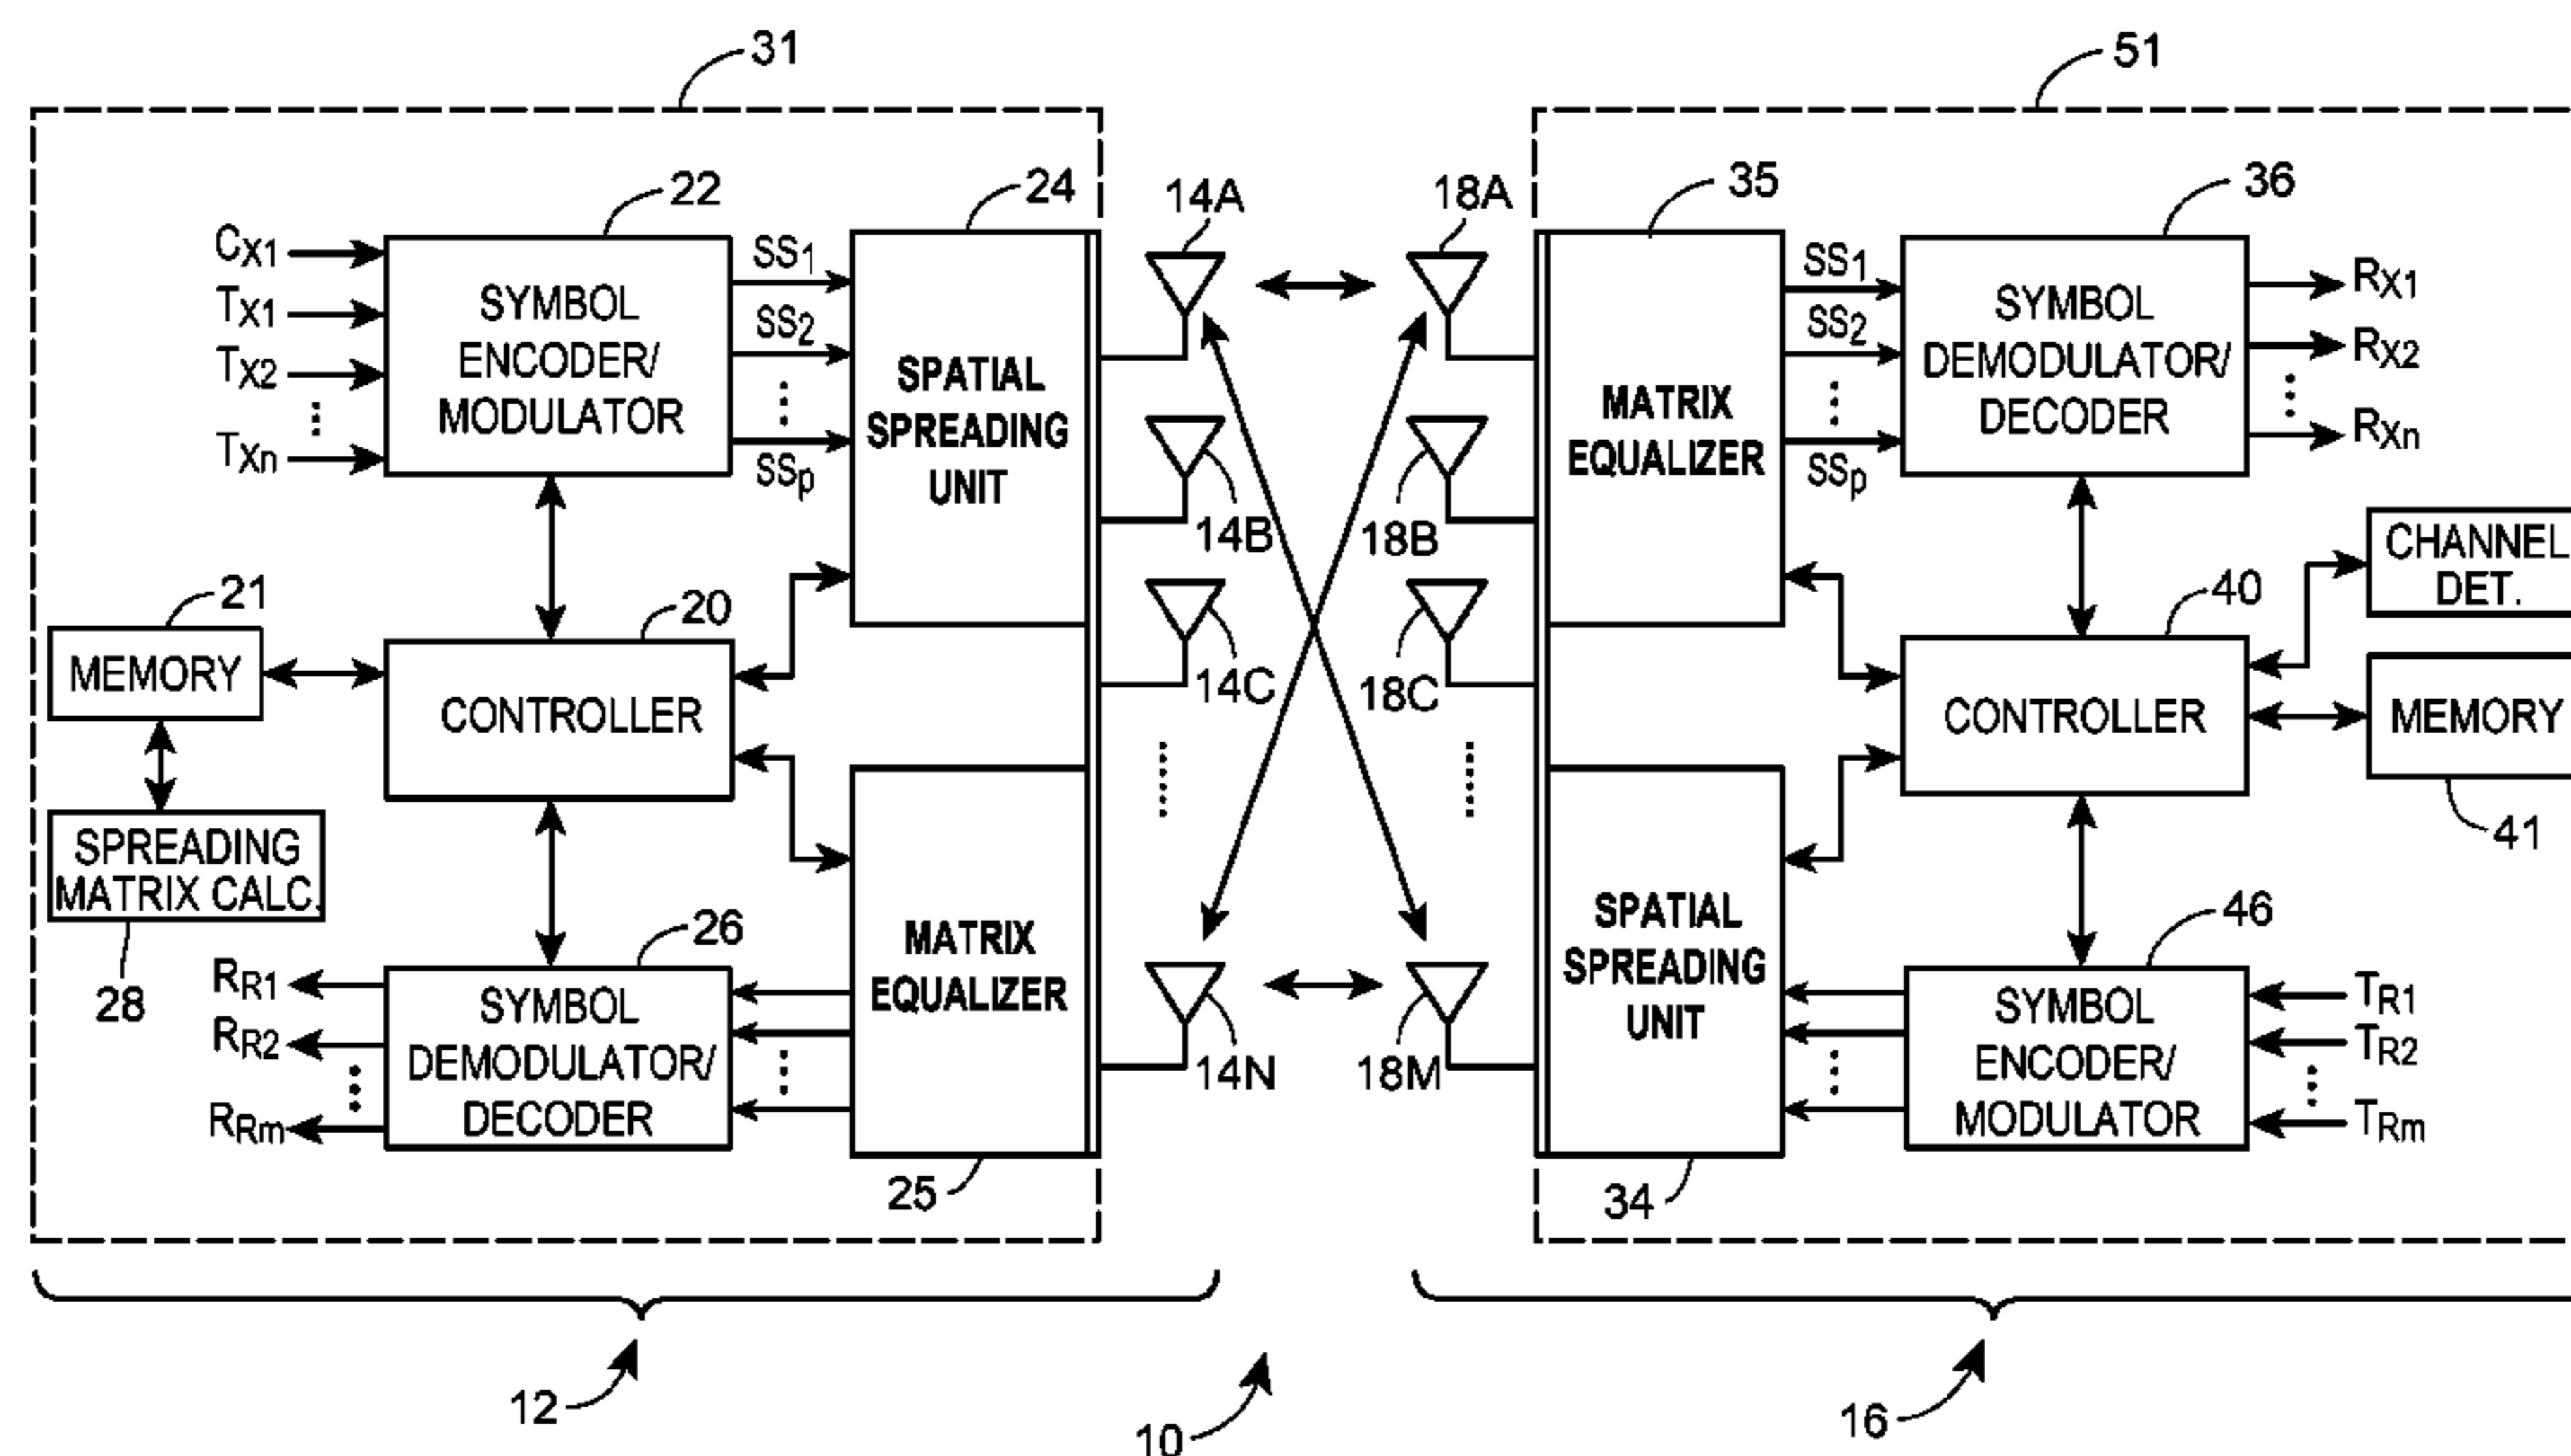 31
51
22
24
14A
18A
35
36
CX1
TX1
TX2
TXn
SYMBOL
ENCODER/
MODULATOR
SS1
SS2
SSp
SPATIAL
SPREADING
UNIT
14B
14C
14N
18B
18C
18M
MATRIX
EQUALIZER
SS1
SS2
SSp
SYMBOL
DEMODULATOR/
DECODER
RX1
RX2
RXn
21
MEMORY
20
CONTROLLER
SPREADING
MATRIX CALC.
28
26
RR1
RR2
RRm
SYMBOL
DEMODULATOR/
DECODER
MATRIX
EQUALIZER
25
CHANNEL
DET.
40
CONTROLLER
MEMORY
41
SPATIAL
SPREADING
UNIT
34
46
SYMBOL
ENCODER/
MODULATOR
TR1
TR2
TRm
12
10
16